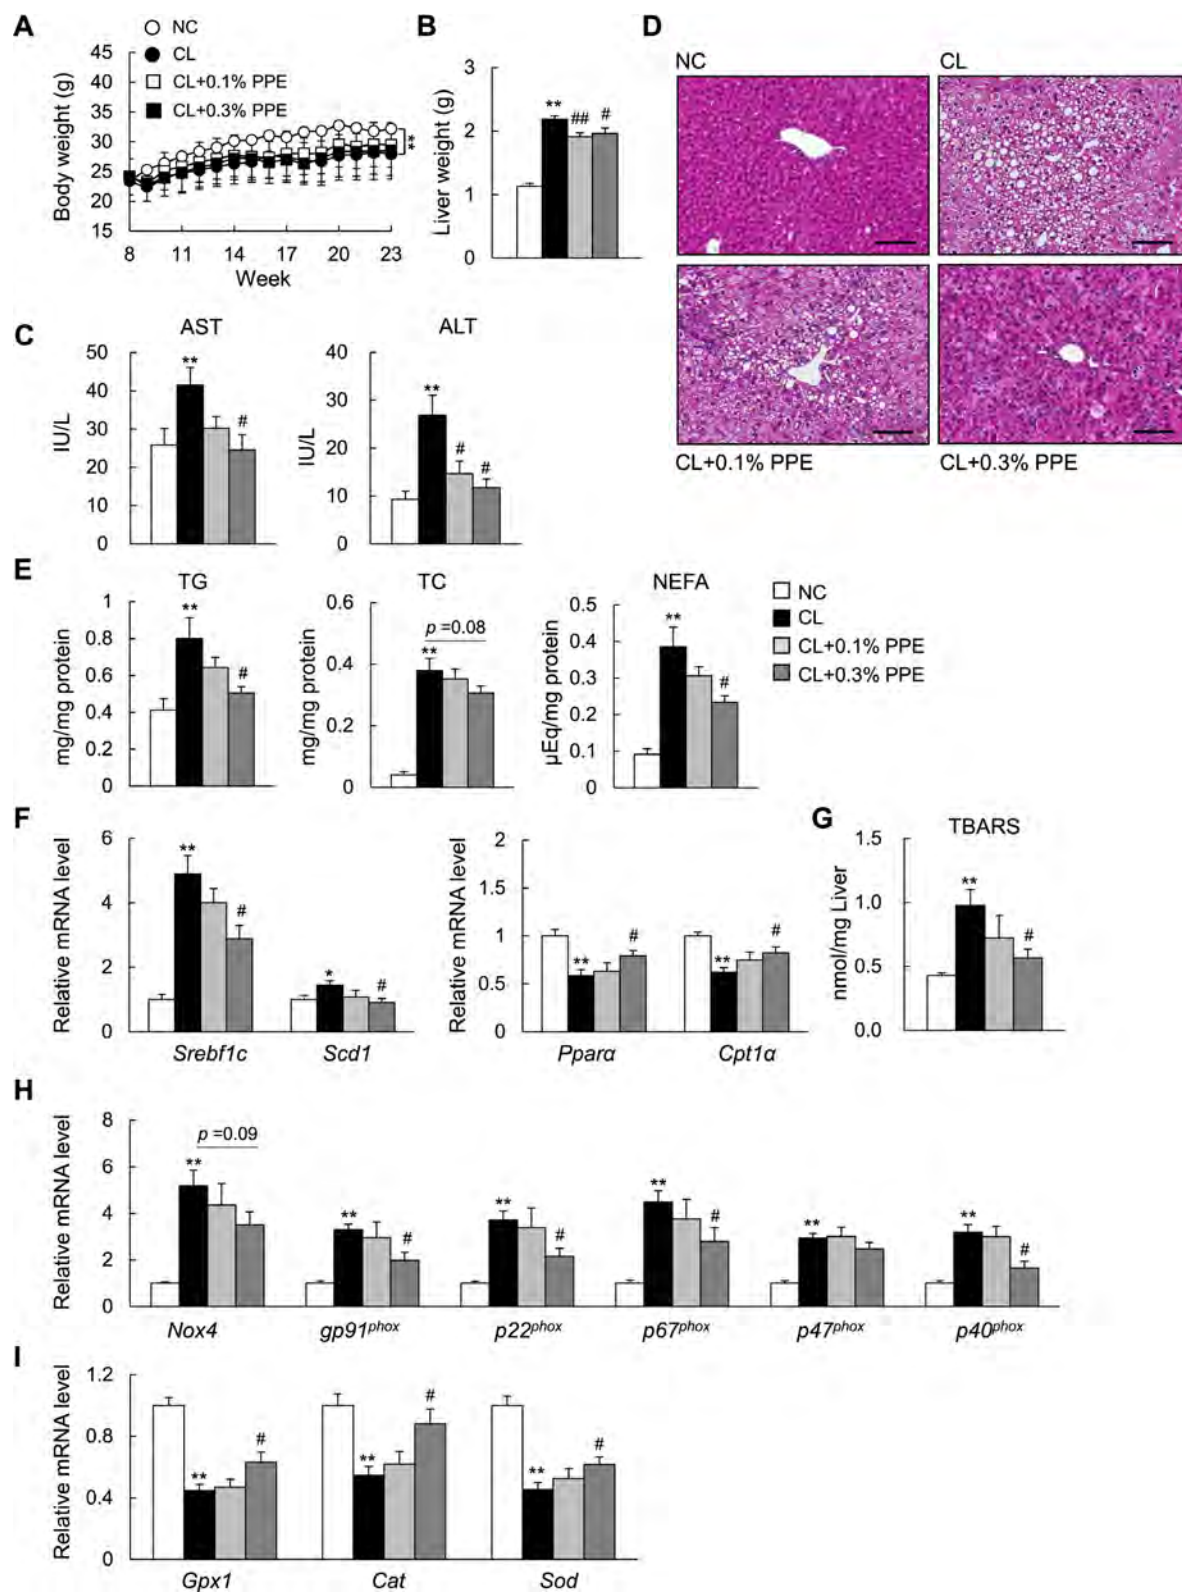 A
NC
CL
CL+0.1% PPE
CL+0.3% PPE
Body weight (g)
45
40
35
30
25
20
15
8 11 14 17 20 23
Week
**
**
B
Liver weight (g)
3
2
1
0
**
##
#
D
NC
CL
CL+0.1% PPE
CL+0.3% PPE
C
AST
IU/L
50
40
30
20
10
0
**
#
ALT
IU/L
40
30
20
10
0
**
#
#
E
TG
mg/mg protein
1
0.8
0.6
0.4
0.2
0
**
#
TC
mg/mg protein
0.6
0.4
0.2
0
p =0.08
**
NEFA
µEq/mg protein
0.5
0.4
0.3
0.2
0.1
0
**
#
NC
CL
CL+0.1% PPE
CL+0.3% PPE
F
Relative mRNA level
8
6
4
2
0
**
#
*
#
Srebf1c Scd1
Relative mRNA level
2
1.5
1
0.5
0
**
#
**
#
Pparα Cpt1α
G
TBARS
nmol/mg Liver
1.5
1.0
0.5
0.0
**
#
H
Relative mRNA level
8
6
4
2
0
p =0.09
**
**
#
**
#
**
#
**
**
#
Nox4 gp91phox p22phox p67phox p47phox p40phox
I
Relative mRNA level
1.2
0.8
0.4
0
**
#
**
#
**
#
Gpx1 Cat Sod